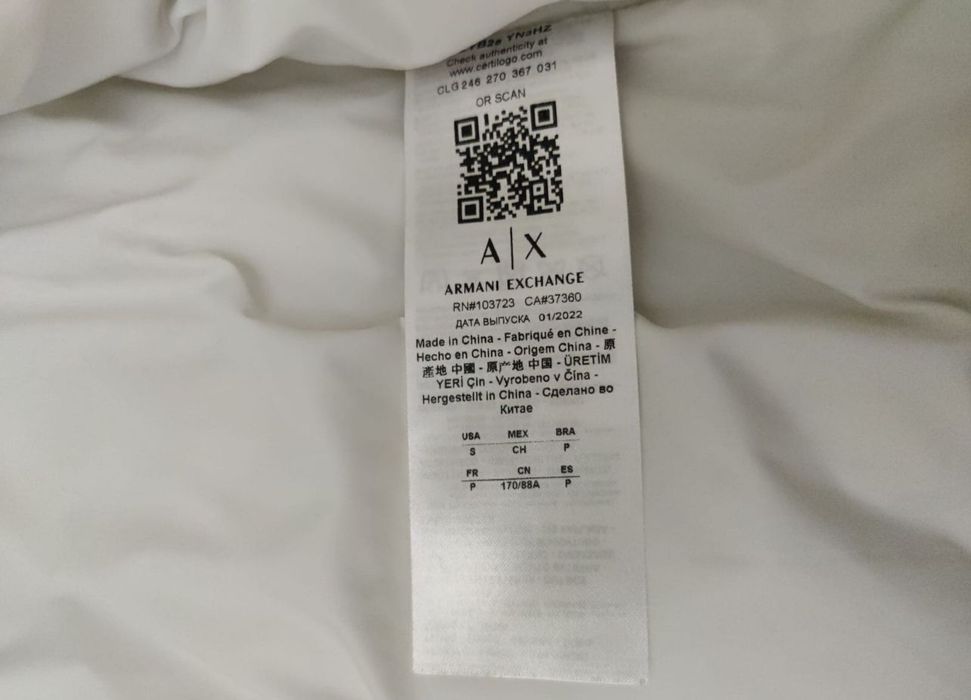 YN3HZ
Check authenticity at
www.certilogo.com
CLG 246 270 367 031
OR SCAN
A|X
ARMANI EXCHANGE
RN#103723 CA#37360
ДАТА ВЫПУСКА 01/2022
Made in China - Fabriqué en Chine -
Hecho en China - Origem China - 原
產地 中國 - 原产地 中国 - ÜRETİM
YERİ Çin - Vyrobeno v Čína -
Hergestellt in China - Сделано во
Китае
USA MEX BRA
S CH P
FR CN ES
P 170/88A P